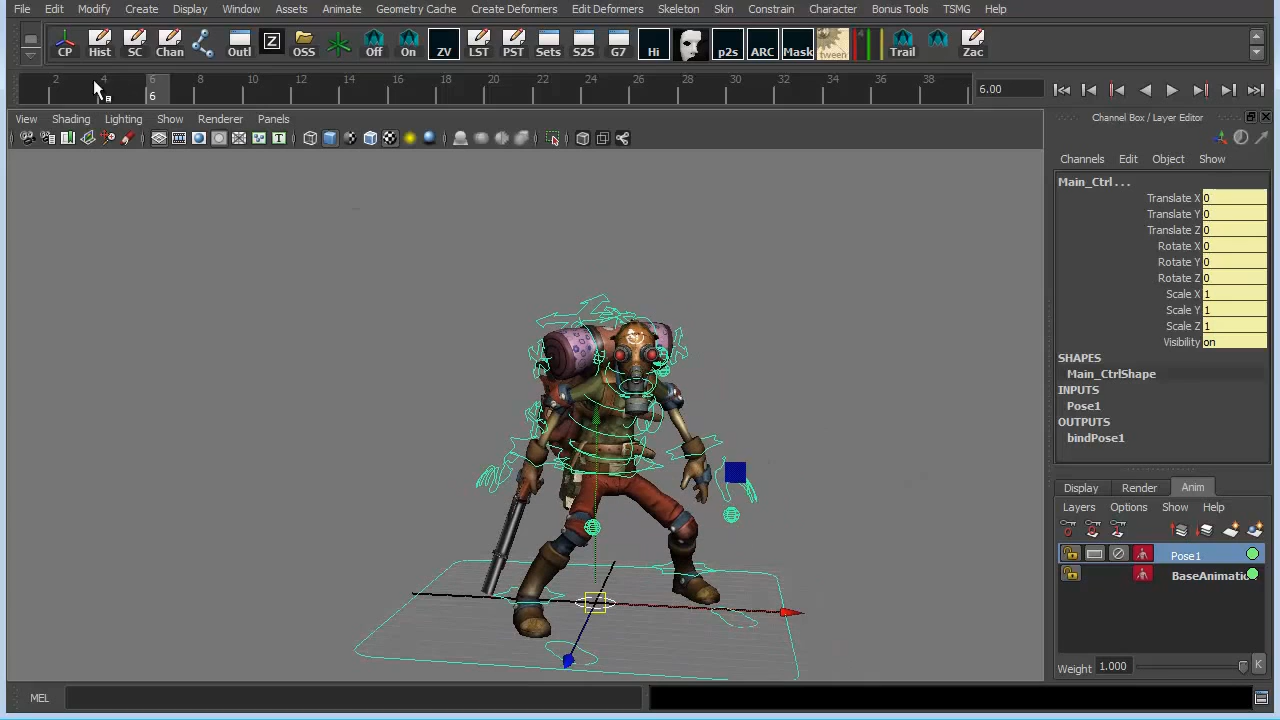 File Edit Modify Create Display Window Assets Animate Geometry Cache Create Deformers Edit Deformers Skeleton Skin Constrain Character Bonus Tools TSMG Help
CP Hist SC Chan Outl Z OSS Off On ZV LST PST Sets S2S G7 Hi p2s ARC Mask tween Trail Zac
2 4 6 8 10 12 14 16 18 20 22 24 26 28 30 32 34 36 38
6
6.00
View Shading Lighting Show Renderer Panels
T
Channel Box / Layer Editor
Channels Edit Object Show
Main_Ctrl...
Translate X 0
Translate Y 0
Translate Z 0
Rotate X 0
Rotate Y 0
Rotate Z 0
Scale X 1
Scale Y 1
Scale Z 1
Visibility on
SHAPES
Main_CtrlShape
INPUTS
Pose1
OUTPUTS
bindPose1
Display Render Anim
Layers Options Show Help
Pose1
BaseAnimatic
Weight 1.000 K
MEL